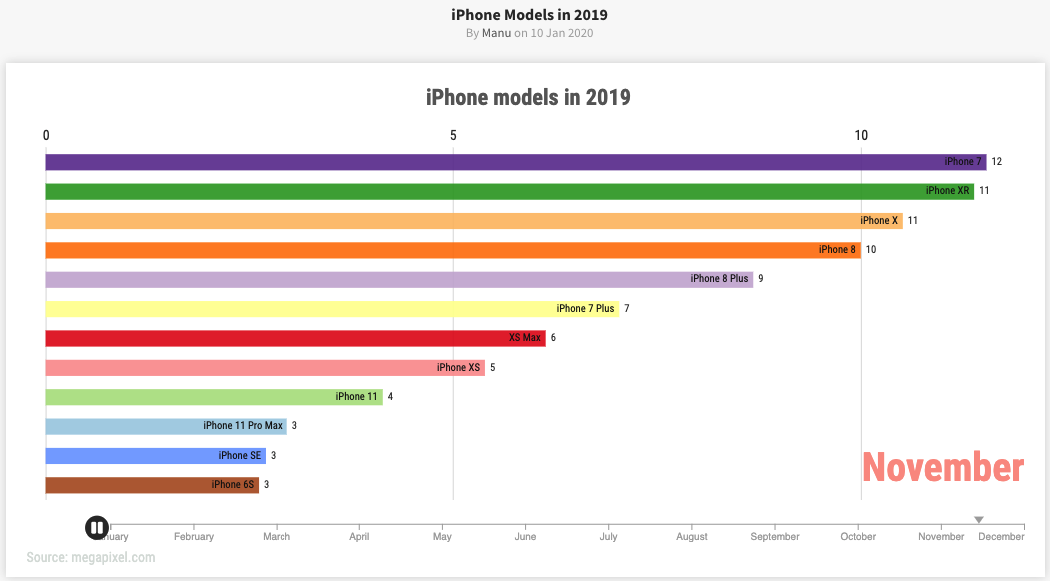 iPhone Models in 2019
By Manu on 10 Jan 2020
iPhone models in 2019
0 5 10
iPhone 7 12
iPhone XR 11
iPhone X 11
iPhone 8 10
iPhone 8 Plus 9
iPhone 7 Plus 7
XS Max 6
iPhone XS 5
iPhone 11 4
iPhone 11 Pro Max 3
iPhone SE 3
iPhone 6S 3
November
nuary February March April May June July August September October November December
Source: megapixel.com